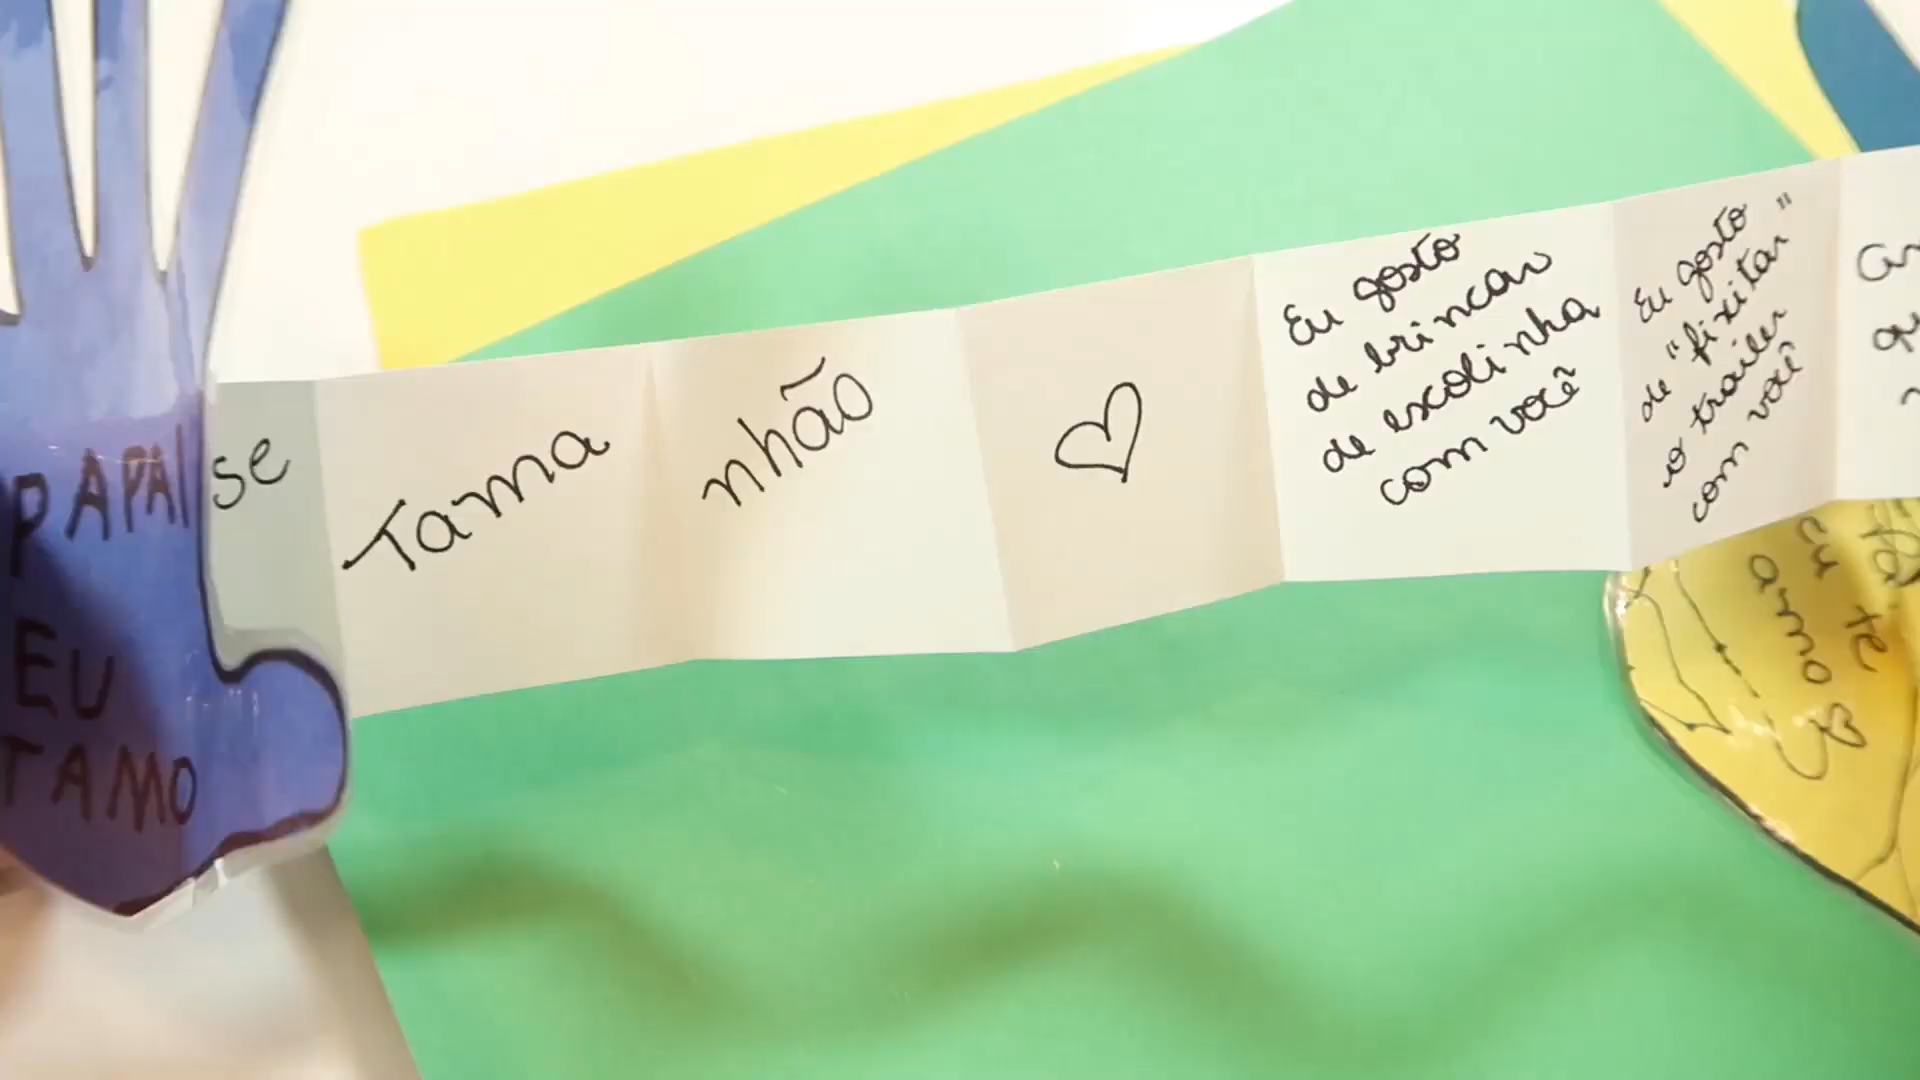 PAPAI
EU
TAMO
se
Tama
nhão
Eu gosto
de brincar
de escolinha
com você
Eu gosto
de "fixitar"
o trailer
com você
eu te
amo